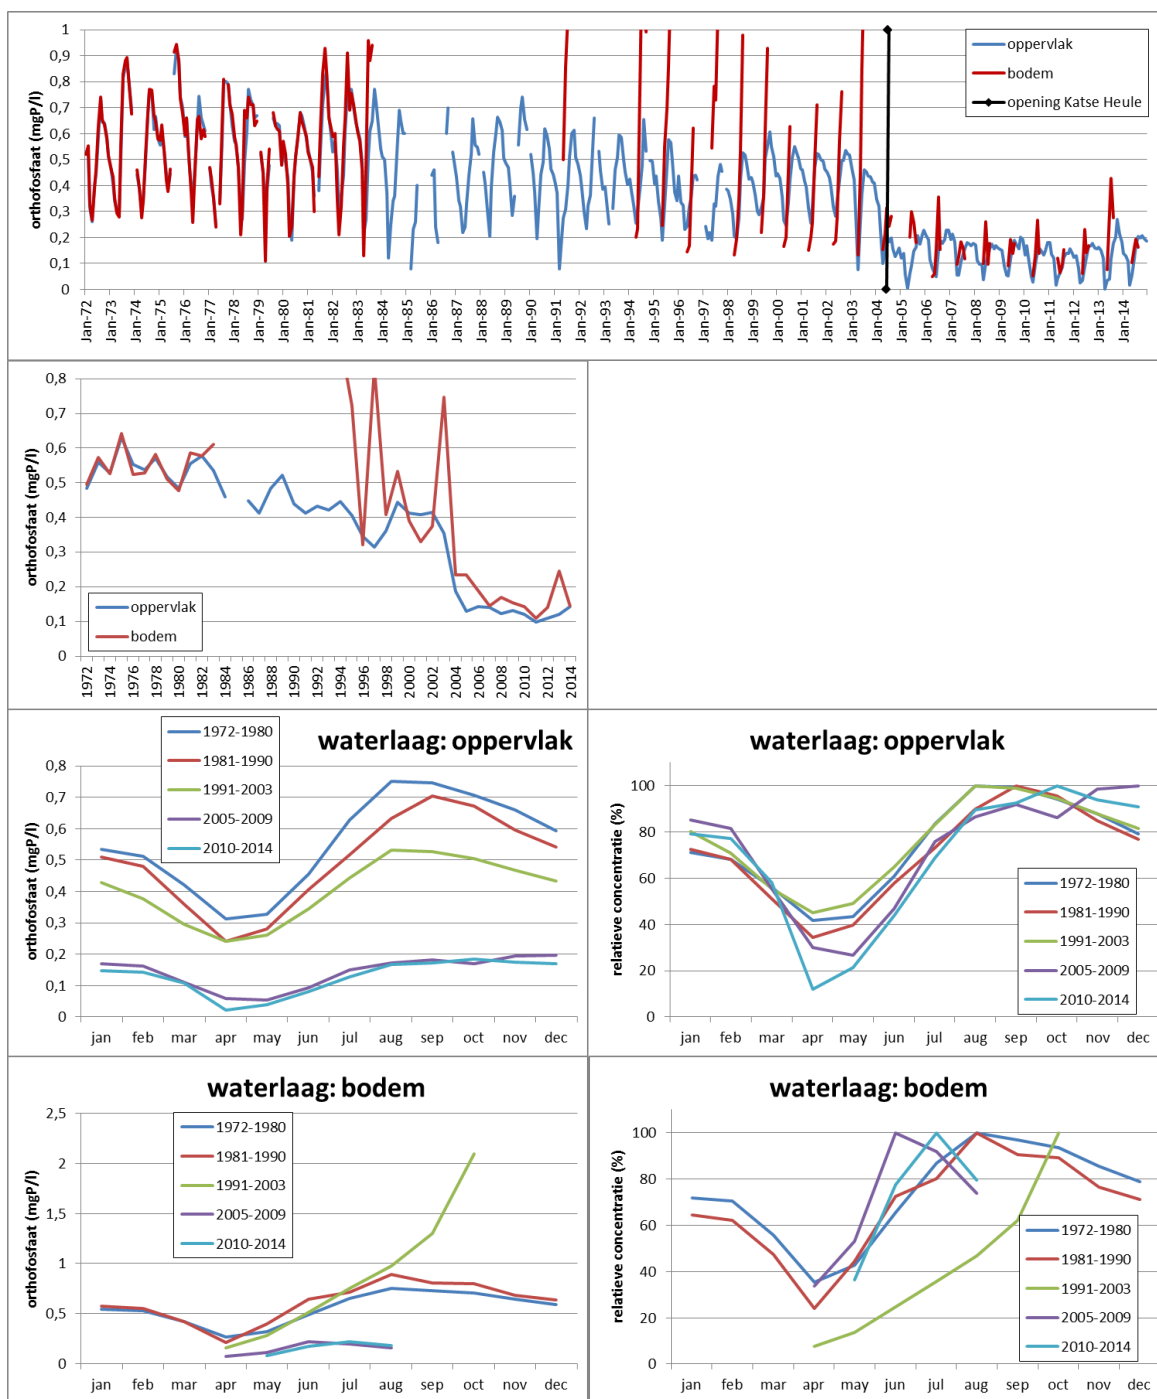 orthofosfaat (mgP/l)
1
0,9
0,8
0,7
0,6
0,5
0,4
0,3
0,2
0,1
0
oppervlak
bodem
opening Katse Heule
Jan-72
Jan-73
Jan-74
Jan-75
Jan-76
Jan-77
Jan-78
Jan-79
Jan-80
Jan-81
Jan-82
Jan-83
Jan-84
Jan-85
Jan-86
Jan-87
Jan-88
Jan-89
Jan-90
Jan-91
Jan-92
Jan-93
Jan-94
Jan-95
Jan-96
Jan-97
Jan-98
Jan-99
Jan-00
Jan-01
Jan-02
Jan-03
Jan-04
Jan-05
Jan-06
Jan-07
Jan-08
Jan-09
Jan-10
Jan-11
Jan-12
Jan-13
Jan-14
orthofosfaat (mgP/l)
0,8
0,7
0,6
0,5
0,4
0,3
0,2
0,1
0
oppervlak
bodem
1972
1974
1976
1978
1980
1982
1984
1986
1988
1990
1992
1994
1996
1998
2000
2002
2004
2006
2008
2010
2012
2014
waterlaag: oppervlak
orthofosfaat (mgP/l)
0,8
0,7
0,6
0,5
0,4
0,3
0,2
0,1
0
1972-1980
1981-1990
1991-2003
2005-2009
2010-2014
jan feb mar apr may jun jul aug sep oct nov dec
waterlaag: oppervlak
relatieve concentratie (%)
100
80
60
40
20
0
1972-1980
1981-1990
1991-2003
2005-2009
2010-2014
jan feb mar apr may jun jul aug sep oct nov dec
waterlaag: bodem
orthofosfaat (mgP/l)
2,5
2
1,5
1
0,5
0
1972-1980
1981-1990
1991-2003
2005-2009
2010-2014
jan feb mar apr may jun jul aug sep oct nov dec
waterlaag: bodem
relatieve concentratie (%)
100
80
60
40
20
0
1972-1980
1981-1990
1991-2003
2005-2009
2010-2014
jan feb mar apr may jun jul aug sep oct nov dec